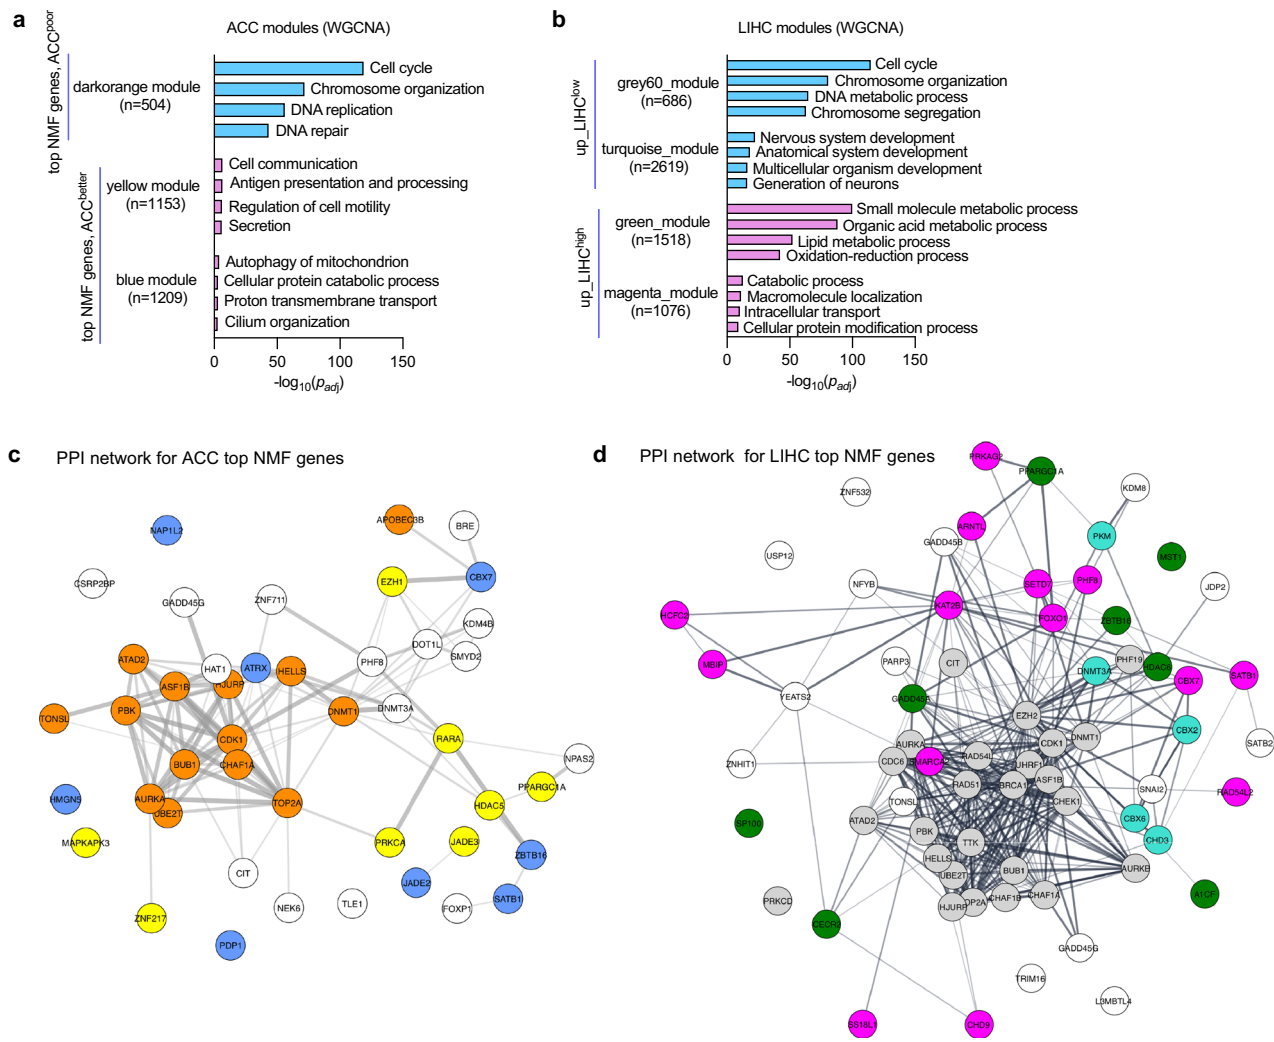 a
ACC modules (WGCNA)
top NMF genes, ACCpoor
darkorange module
(n=504)
Cell cycle
Chromosome organization
DNA replication
DNA repair
top NMF genes, ACCbetter
yellow module
(n=1153)
Cell communication
Antigen presentation and processing
Regulation of cell motility
Secretion
blue module
(n=1209)
Autophagy of mitochondrion
Cellular protein catabolic process
Proton transmembrane transport
Cilium organization
0 50 100 150
-log10(padj)
b
LIHC modules (WGCNA)
up_LIHClow
grey60_module
(n=686)
Cell cycle
Chromosome organization
DNA metabolic process
Chromosome segregation
turquoise_module
(n=2619)
Nervous system development
Anatomical system development
Multicellular organism development
Generation of neurons
up_LIHChigh
green_module
(n=1518)
Small molecule metabolic process
Organic acid metabolic process
Lipid metabolic process
Oxidation-reduction process
magenta_module
(n=1076)
Catabolic process
Macromolecule localization
Intracellular transport
Cellular protein modification process
0 50 100 150
-log10(padj)
c
PPI network for ACC top NMF genes
NAP1L2
APOBEC3B
BRE
CSRP2BP
EZH1
CBX7
GADD45G
ZNF711
KDM4B
DOT1L
SMYD2
ATAD2
HAT1
ATRX
HELLS
PHF8
ASF1B
HJURP
PBK
TONSL
DNMT1
DNMT3A
CDK1
RARA
BUB1
CHAF1A
NPAS2
PPARGC1A
HMGN5
AURKA
UBE2T
TOP2A
HDAC5
MAPKAPK3
PRKCA
JADE3
ZBTB16
CIT
JADE2
SATB1
ZNF217
NEK6
TLE1
FOXP1
PDP1
d
PPI network for LIHC top NMF genes
PRKAG2
PPARGC1A
ZNF532
KDM8
ARNTL
GADD45B
PKM
USP12
MST1
NFYB
SETD7
PHF8
JDP2
HCFC2
KAT2B
FOXO1
ZBTB16
MBIP
PARP3
CIT
PHF19
HDAC6
DNMT3A
CBX7
SATB1
YEATS2
GADD45A
EZH2
CBX2
SATB2
AURKA
CDK1
DNMT1
ZNHIT1
CDC6
SMARCA2
RAD54L
UHRF1
ASF1B
RAD51
BRCA1
SNAI2
RAD54L2
TONSL
CHEK1
SP100
ATAD2
PBK
CBX6
TTK
CHD3
HELLS
UBE2T
BUB1
AURKB
PRKCD
HJURP
OP2A
CHAF1B
CHAF1A
A1CF
CECR2
GADD45G
TRIM16
L3MBTL4
SS18L1
CHD9